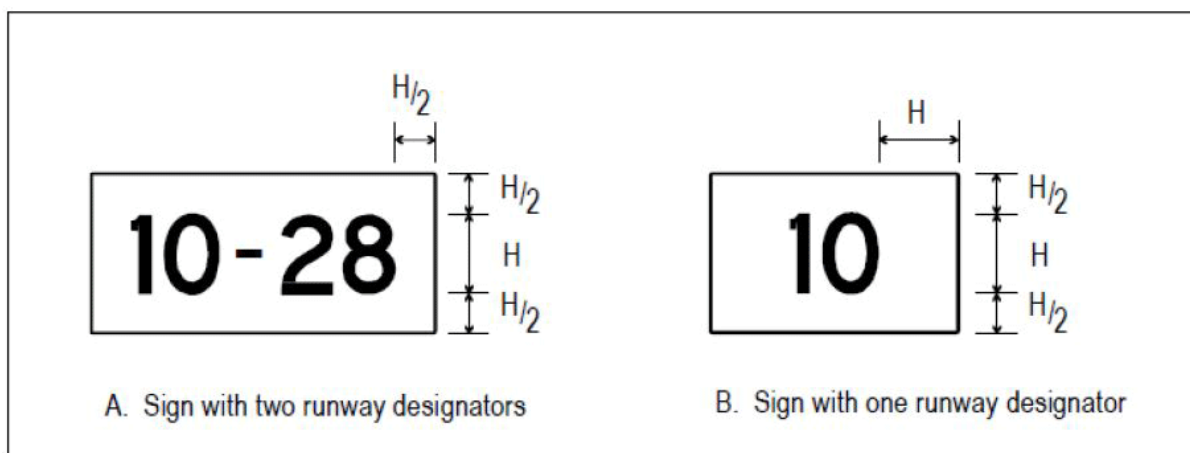 H/2
H
10-28
H/2
H
H/2
10
H/2
H
H/2
A. Sign with two runway designators
B. Sign with one runway designator